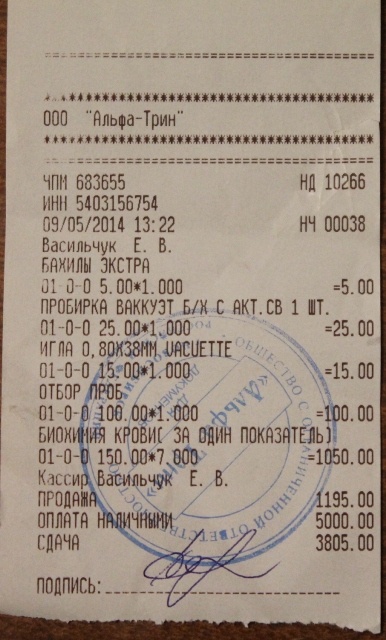 ООО "Альфа-Трин"
ЧПМ 683655 НД 10266
ИНН 5403156754
09/05/2014 13:22 НЧ 00038
Васильчук Е. В.
БАХИЛЫ ЭКСТРА
01-0-0 5.00*1.000 =5.00
ПРОБИРКА ВАККУЭТ Б/Х С АКТ.СВ 1 ШТ.
01-0-0 25.00*1.000 =25.00
ИГЛА 0,80Х38ММ VACUETTE
01-0-0 15.00*1.000 =15.00
ОТБОР ПРОБ
01-0-0 100.00*1.000 =100.00
БИОХИМИЯ КРОВИ(С ЗА ОДИН ПОКАЗАТЕЛЬ)
01-0-0 150.00*7.000 =1050.00
Кассир Васильчук Е. В.
ПРОДАЖА 1195.00
ОПЛАТА НАЛИЧНЫМИ 5000.00
СДАЧА 3805.00
ПОДПИСЬ:
ОБЩЕСТВО С ОГРАНИЧЕННОЙ ОТВЕТСТВЕННОСТЬЮ